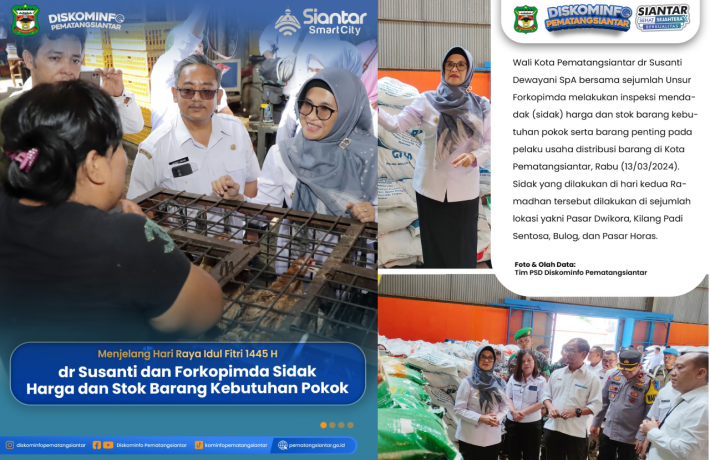 DISKOMINFO
PEMATANGSIANTAR
Siantar
SmartCity
Menjelang Hari Raya Idul Fitri 1445 H
dr Susanti dan Forkopimda Sidak
Harga dan Stok Barang Kebutuhan Pokok
diskominfopematangsiantar
Diskominfo Pematangsiantar
kominfopematangsiantar
pematangsiantar.go.id
DISKOMINFO
PEMATANGSIANTAR
SIANTAR
SEHAT SEJAHTERA
BERKUALITAS
Wali Kota Pematangsiantar dr Susanti
Dewayani SpA bersama sejumlah Unsur
Forkopimda melakukan inspeksi menda-
dak (sidak) harga dan stok barang kebu-
tuhan pokok serta barang penting pada
pelaku usaha distribusi barang di Kota
Pematangsiantar, Rabu (13/03/2024).
Sidak yang dilakukan di hari kedua Ra-
madhan tersebut dilakukan di sejumlah
lokasi yakni Pasar Dwikora, Kilang Padi
Sentosa, Bulog, dan Pasar Horas.
Foto & Olah Data:
Tim PSD Diskominfo Pematangsiantar